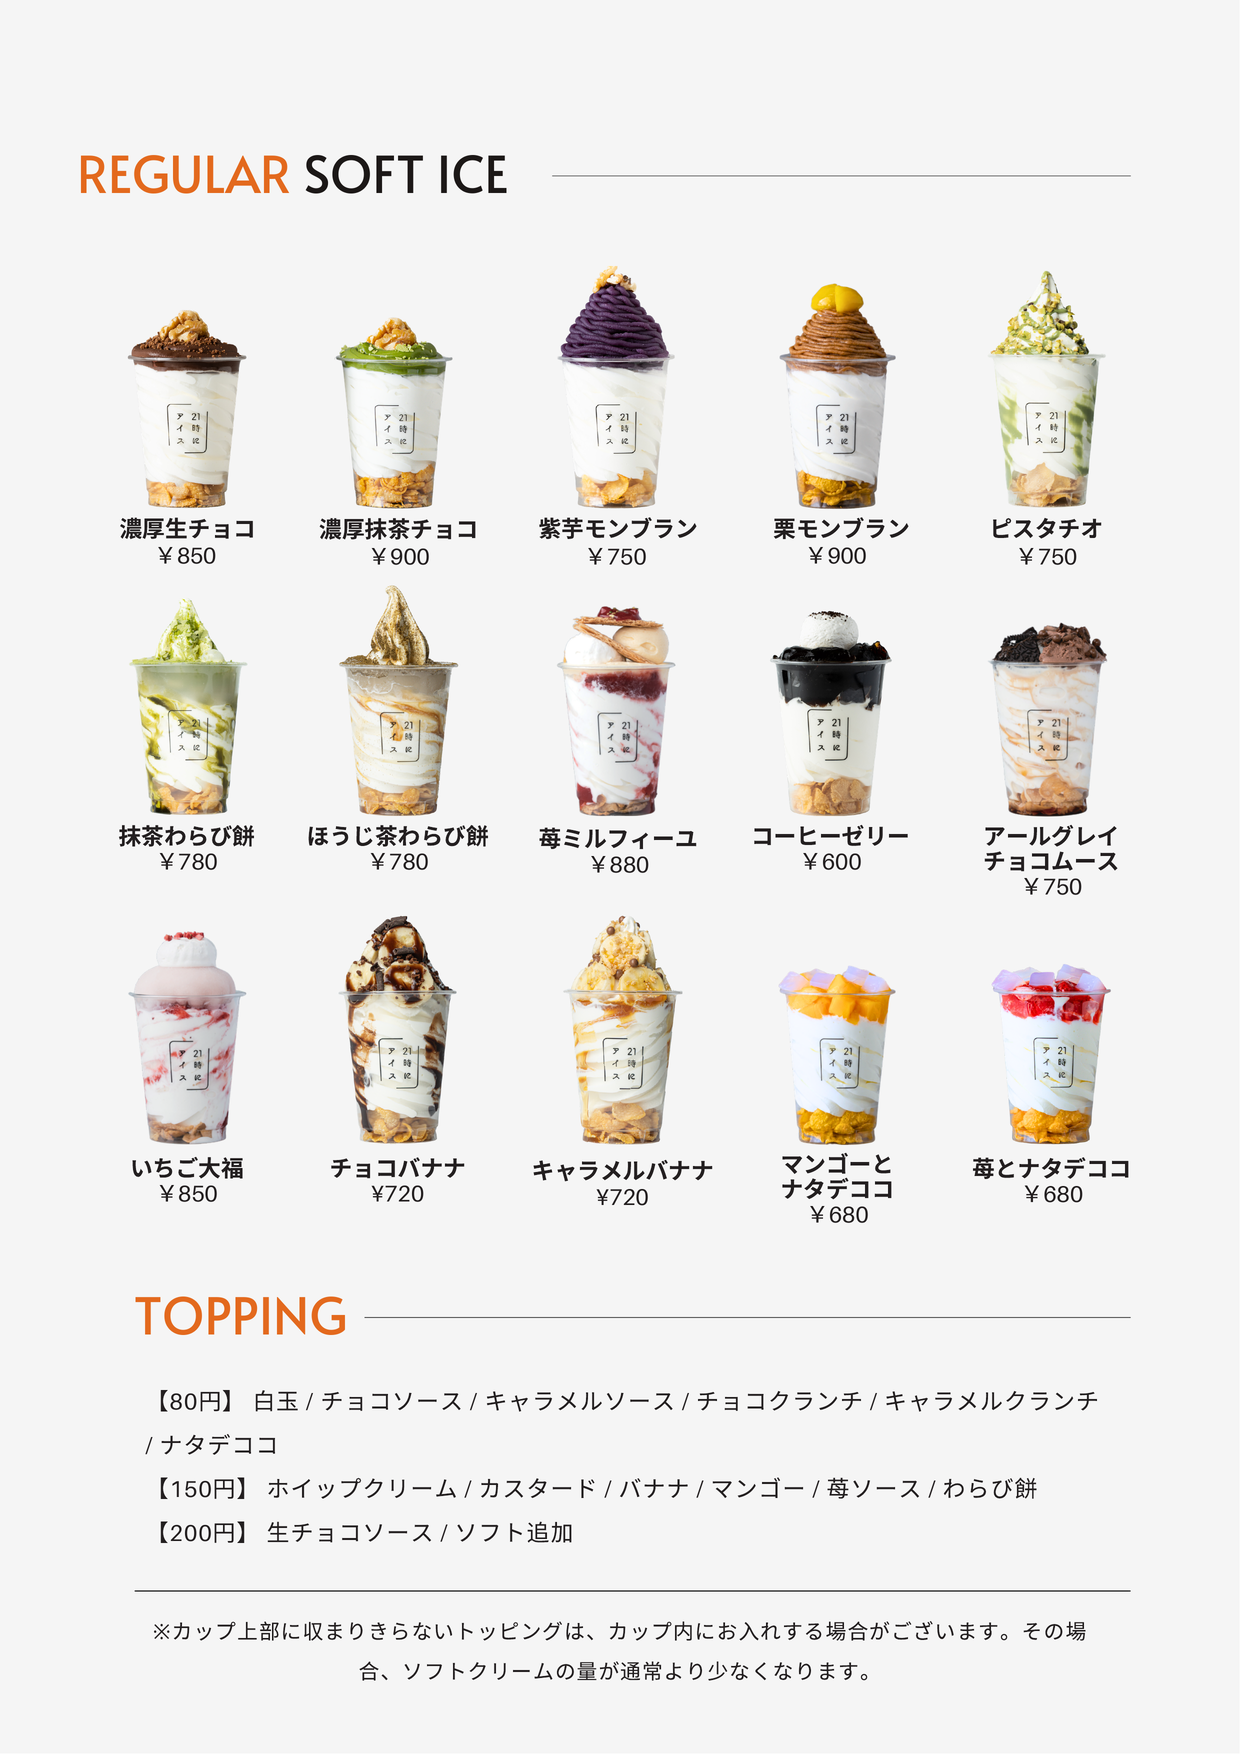 REGULAR SOFT ICE
濃厚生チョコ
￥850
濃厚抹茶チョコ
￥900
紫芋モンブラン
￥750
栗モンブラン
￥900
ピスタチオ
￥750
抹茶わらび餅
￥780
ほうじ茶わらび餅
￥780
苺ミルフィーユ
￥880
コーヒーゼリー
￥600
アールグレイ
チョコムース
￥750
いちご大福
￥850
チョコバナナ
¥720
キャラメルバナナ
¥720
マンゴーと
ナタデココ
￥680
苺とナタデココ
￥680
21時に
アイス
TOPPING
【80円】 白玉 / チョコソース / キャラメルソース / チョコクランチ / キャラメルクランチ
/ ナタデココ
【150円】 ホイップクリーム / カスタード / バナナ / マンゴー / 苺ソース / わらび餅
【200円】 生チョコソース / ソフト追加
※カップ上部に収まりきらないトッピングは、カップ内にお入れする場合がございます。その場
合、ソフトクリームの量が通常より少なくなります。